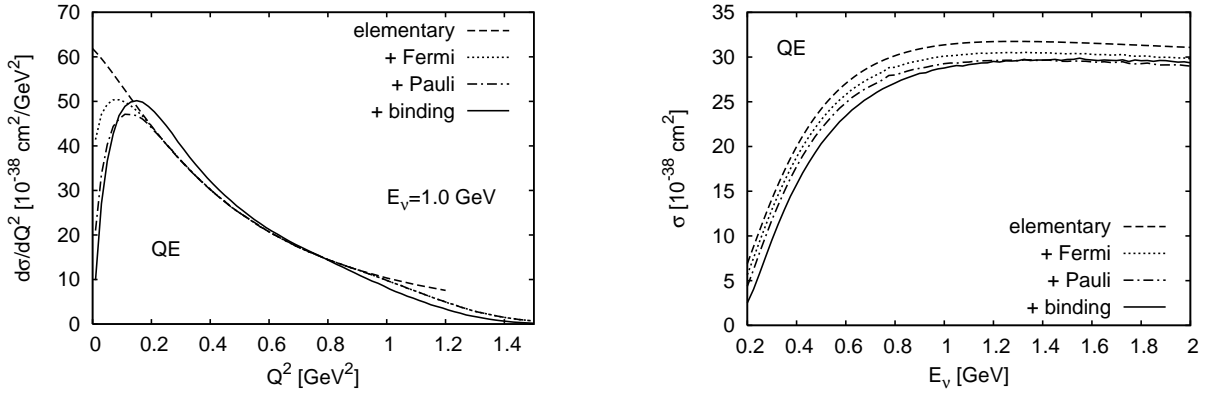 dσ/dQ² [10⁻³⁸ cm²/GeV²]
70
60
50
40
30
20
10
0
elementary
+ Fermi
+ Pauli
+ binding
Eν=1.0 GeV
QE
0 0.2 0.4 0.6 0.8 1 1.2 1.4
Q² [GeV²]
σ [10⁻³⁸ cm²]
35
30
25
20
15
10
5
0
QE
elementary
+ Fermi
+ Pauli
+ binding
0.2 0.4 0.6 0.8 1 1.2 1.4 1.6 1.8 2
Eν [GeV]